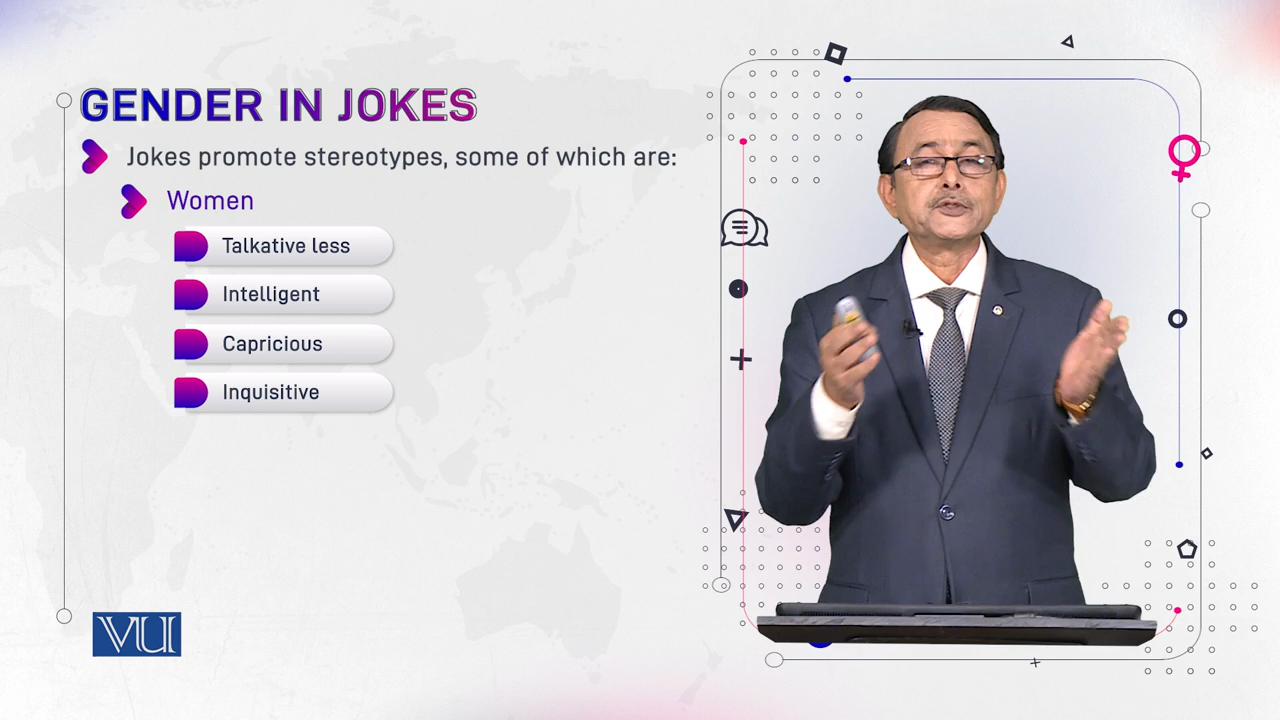 GENDER IN JOKES
Jokes promote stereotypes, some of which are:
Women
Talkative less
Intelligent
Capricious
Inquisitive
VU